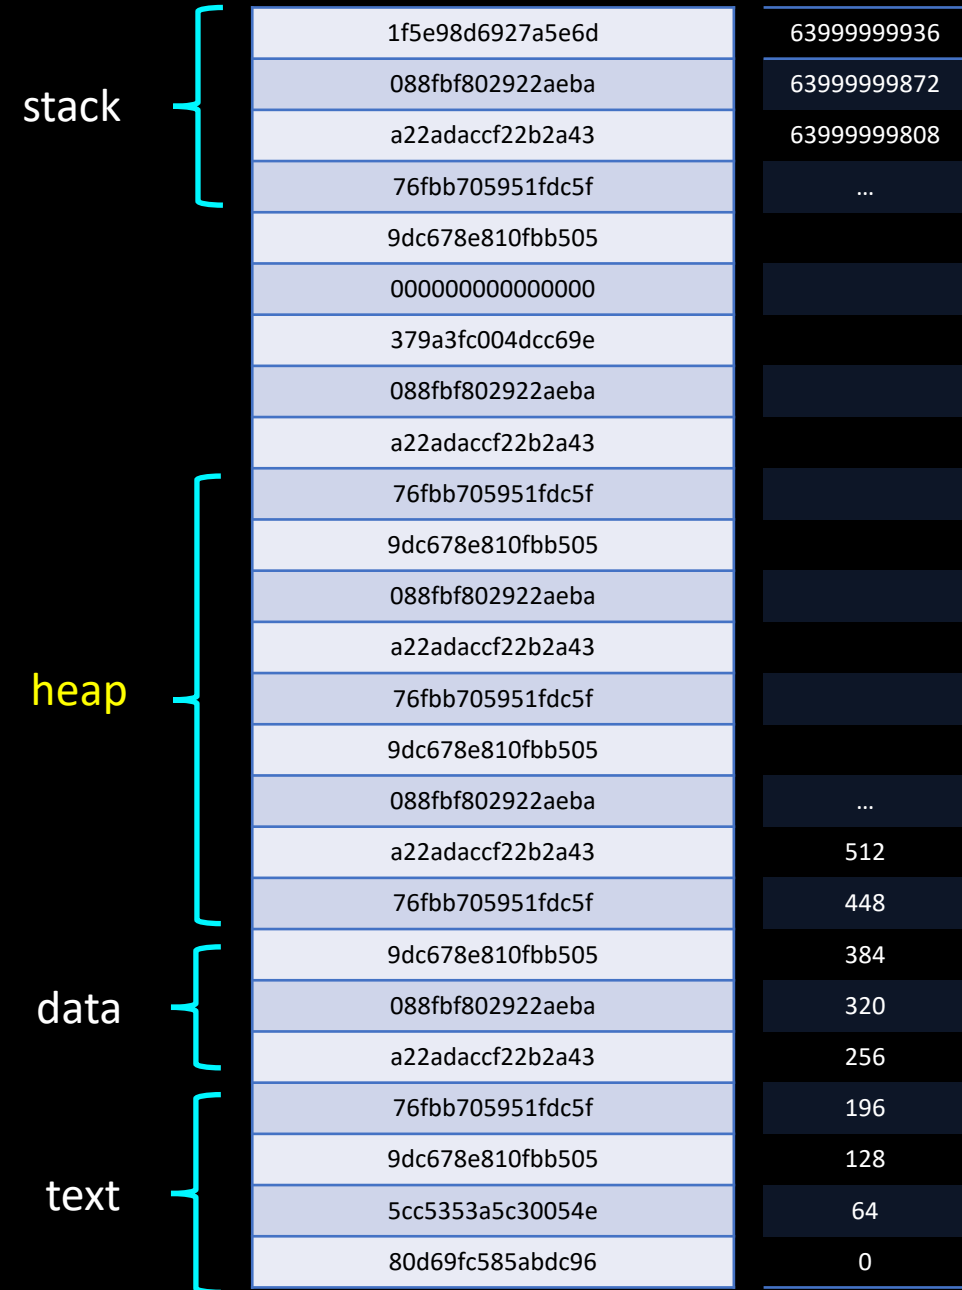 1f5e98d6927a5e6d 63999999936
088fbf802922aeba 63999999872
stack
a22adaccf22b2a43 63999999808
76fbb705951fdc5f ...
9dc678e810fbb505
000000000000000
379a3fc004dcc69e
088fbf802922aeba
a22adaccf22b2a43
76fbb705951fdc5f
9dc678e810fbb505
088fbf802922aeba
a22adaccf22b2a43
heap
76fbb705951fdc5f
9dc678e810fbb505
088fbf802922aeba ...
a22adaccf22b2a43 512
76fbb705951fdc5f 448
9dc678e810fbb505 384
data
088fbf802922aeba 320
a22adaccf22b2a43 256
76fbb705951fdc5f 196
9dc678e810fbb505 128
text
5cc5353a5c30054e 64
80d69fc585abdc96 0